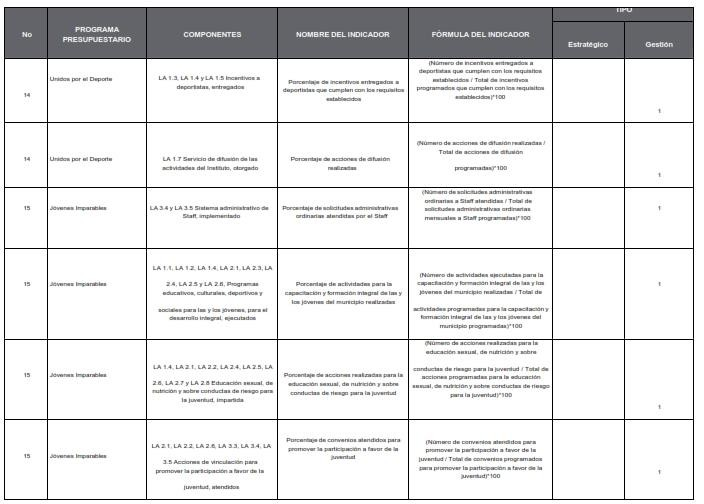 TIPO
No
PROGRAMA
PRESUPUESTARIO
COMPONENTES
NOMBRE DEL INDICADOR
FÓRMULA DEL INDICADOR
Estratégico
Gestión
14
Unidos por el Deporte
LA 1.3, LA 1.4 y LA 1.5 Incentivos a
deportistas, entregados
Porcentaje de incentivos entregados a
deportistas que cumplen con los requisitos
establecidos
(Número de incentivos entregados a
deportistas que cumplen con los requisitos
establecidos / Total de incentivos
programados que cumplen con los requisitos
establecidos)*100
1
14
Unidos por el Deporte
LA 1.7 Servicio de difusión de las
actividades del Instituto, otorgado
Porcentaje de acciones de difusión
realizadas
(Número de acciones de difusión realizadas /
Total de acciones de difusión
programadas)*100
1
15
Jóvenes Imparables
LA 3.4 y LA 3.5 Sistema administrativo de
Staff, implementado
Porcentaje de solicitudes administrativas
ordinarias atendidas por el Staff
(Número de solicitudes administrativas
ordinarias a Staff atendidas / Total de
solicitudes administrativas ordinarias
mensuales a Staff programadas)*100
1
15
Jóvenes Imparables
LA 1.1, LA 1.2, LA 1.4, LA 2.1, LA 2.3, LA
2.4, LA 2.5 y LA 2.6, Programas
educativos, culturales, deportivos y
sociales para las y los jóvenes, para el
desarrollo integral, ejecutados
Porcentaje de actividades para la
capacitación y formación integral de las y
los jóvenes del municipio realizadas
(Número de actividades ejecutadas para la
capacitación y formación integral de las y los
jóvenes del municipio realizadas / Total de
actividades programadas para la capacitación y
formación integral de las y los jóvenes del
municipio programadas)*100
1
15
Jóvenes Imparables
LA 1.4, LA 2.1, LA 2.2, LA 2.4, LA 2.5, LA
2.6, LA 2.7 y LA 2.8 Educación sexual, de
nutrición y sobre conductas de riesgo para
la juventud, impartida
Porcentaje de acciones realizadas para la
educación sexual, de nutrición y sobre
conductas de riesgo para la juventud
(Número de acciones realizadas para la
educación sexual, de nutrición y sobre
conductas de riesgo para la juventud / Total de
acciones programadas para la educación
sexual, de nutrición y sobre conductas de riesgo
para la juventud)*100
1
15
Jóvenes Imparables
LA 2.1, LA 2.2, LA 2.6, LA 3.3, LA 3.4, LA
3.5 Acciones de vinculación para
promover la participación a favor de la
juventud, atendidos
Porcentaje de convenios atendidos para
promover la participación a favor de la
juventud
(Número de convenios atendidos para
promover la participación a favor de la
juventud / Total de convenios programados
para promover la participación a favor de la
juventud)*100
1